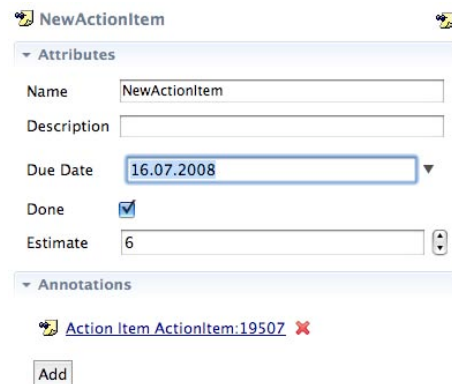 NewActionItem
Attributes
Name NewActionItem
Description
Due Date 16.07.2008
Done
Estimate 6
Annotations
Action Item ActionItem:19507
Add